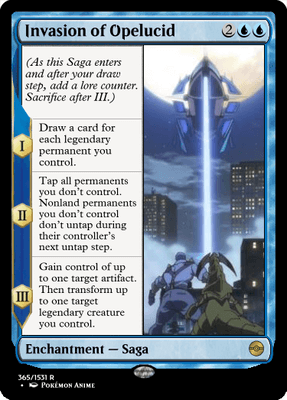 Invasion of Opelucid 2
(As this Saga enters
and after your draw
step, add a lore counter.
Sacrifice after III.)
I
Draw a card for
each legendary
permanent you
control.
II
Tap all permanents
you don't control.
Nonland permanents
you don't control
don't untap during
their controller's
next untap step.
III
Gain control of up
to one target artifact.
Then transform up
to one target
legendary creature
you control.
Enchantment — Saga
365/1531 R
• Pokémon Anime